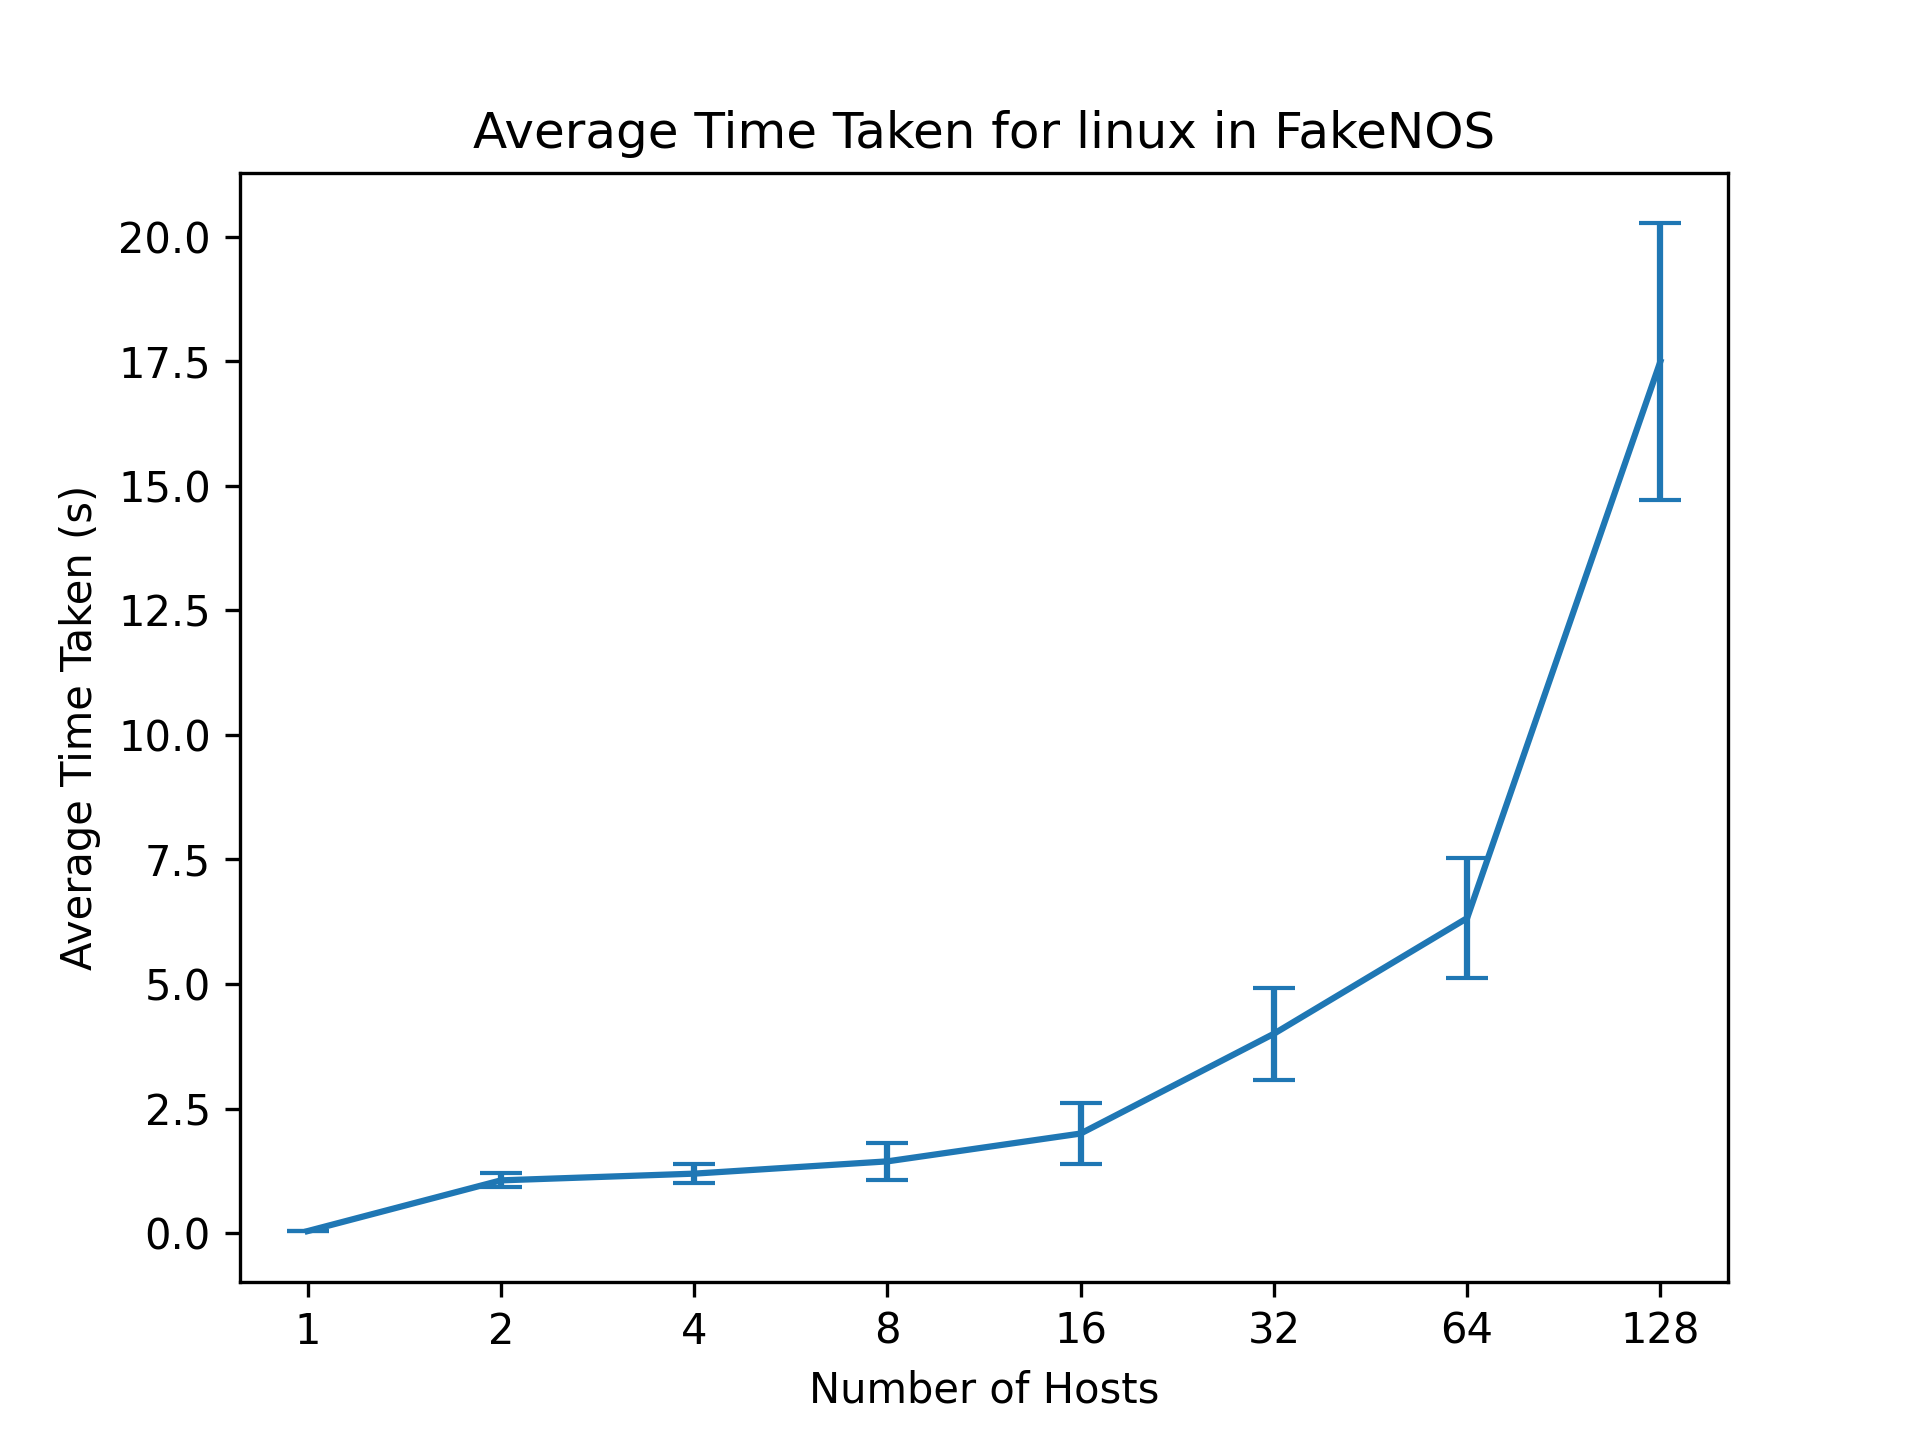 Average Time Taken for linux in FakeNOS
Average Time Taken (s)
20.0
17.5
15.0
12.5
10.0
7.5
5.0
2.5
0.0
1 2 4 8 16 32 64 128
Number of Hosts